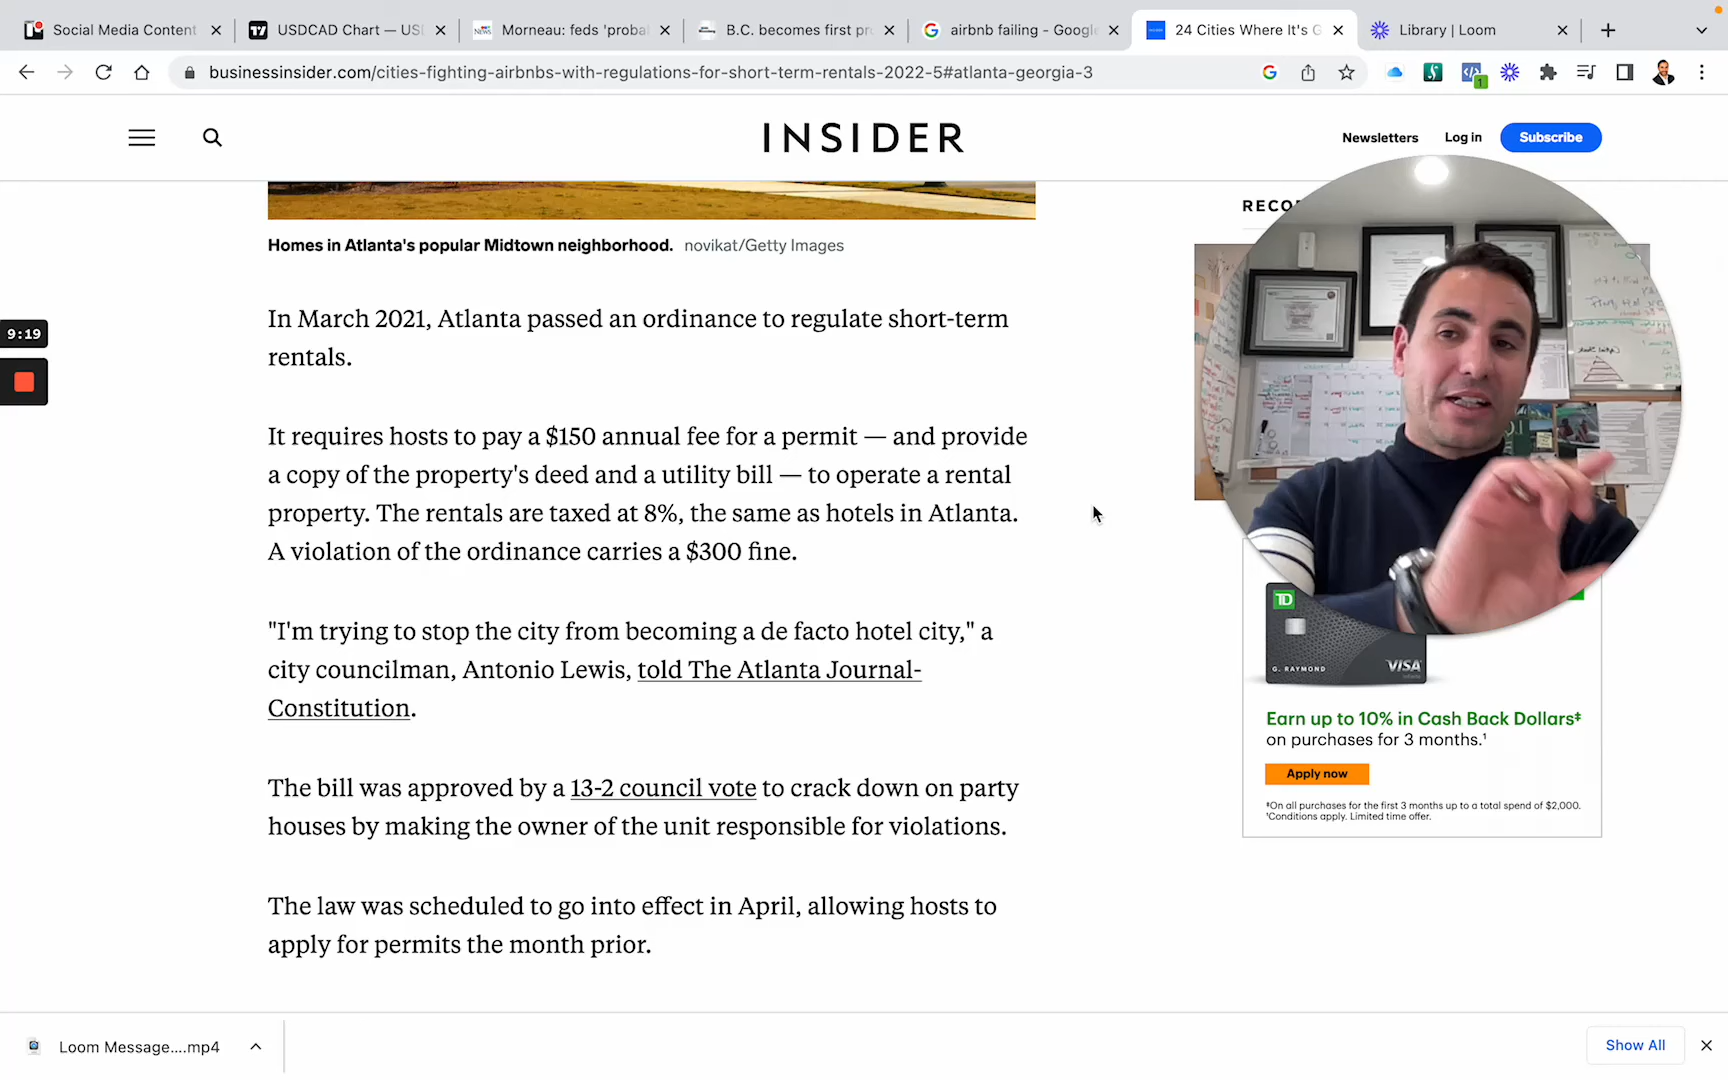 Social Media Content
USDCAD Chart — US
Morneau: feds 'proba
B.C. becomes first pr
airbnb failing - Google
24 Cities Where It's G
Library | Loom
businessinsider.com/cities-fighting-airbnbs-with-regulations-for-short-term-rentals-2022-5#atlanta-georgia-3
1
INSIDER
Newsletters
Log in
Subscribe
RECO
Homes in Atlanta's popular Midtown neighborhood. novikat/Getty Images
In March 2021, Atlanta passed an ordinance to regulate short-term
rentals.
9:19
It requires hosts to pay a $150 annual fee for a permit — and provide
a copy of the property's deed and a utility bill — to operate a rental
property. The rentals are taxed at 8%, the same as hotels in Atlanta.
A violation of the ordinance carries a $300 fine.
"I'm trying to stop the city from becoming a de facto hotel city," a
city councilman, Antonio Lewis, told The Atlanta Journal-
Constitution.
The bill was approved by a 13-2 council vote to crack down on party
houses by making the owner of the unit responsible for violations.
The law was scheduled to go into effect in April, allowing hosts to
apply for permits the month prior.
TD
G. RAYMOND
VISA
Earn up to 10% in Cash Back Dollars‡
on purchases for 3 months.¹
Apply now
‡On all purchases for the first 3 months up to a total spend of $2,000.
¹Conditions apply. Limited time offer.
Loom Message....mp4
Show All